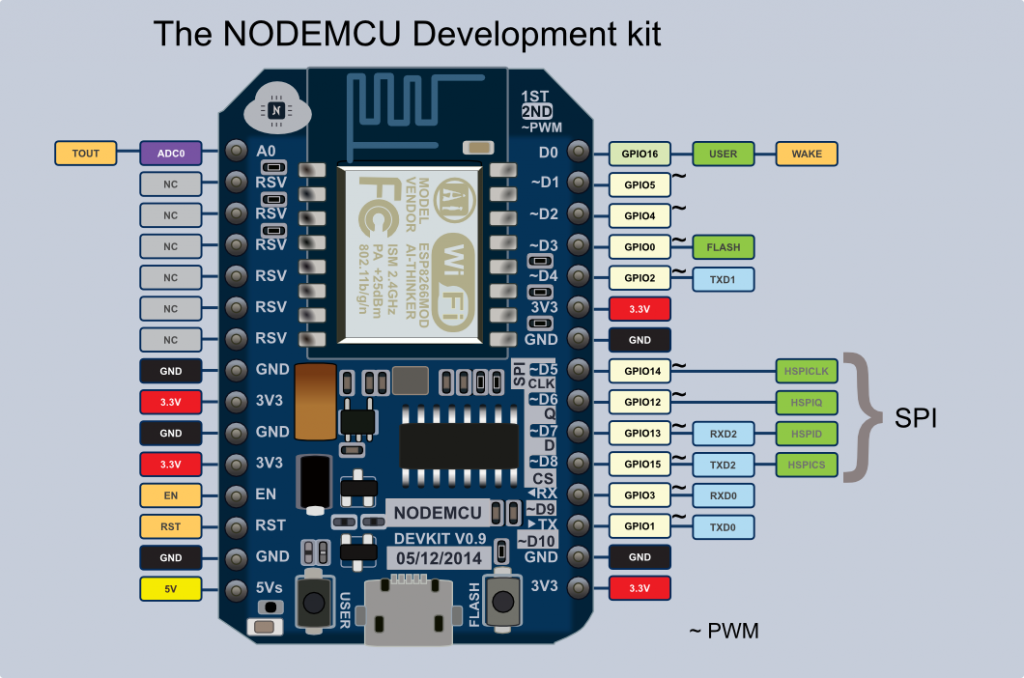 The NODEMCU Development kit
N
1ST
2ND
~PWM
TOUT ADC0 A0
NC RSV
NC RSV
NC RSV
NC RSV
NC RSV
NC RSV
GND GND
3.3V 3V3
GND GND
3.3V 3V3
EN EN
RST RST
GND GND
5V 5Vs
MODEL ESP8266MOD
VENDOR AI-THINKER
ISM 2.4GHz
PA +25dBm
802.11b/g/n
FC
Ai
Wi Fi
D0 GPIO16 USER WAKE
~D1 GPIO5 ~
~D2 GPIO4 ~
~D3 GPIO0 ~ FLASH
~D4 GPIO2 ~ TXD1
3V3 3.3V
GND GND
SPI
~D5 GPIO14 ~ HSPICLK
CLK
~D6 GPIO12 ~ HSPIQ
Q
~D7 GPIO13 ~ RXD2 HSPID
D
~D8 GPIO15 ~ TXD2 HSPICS
CS
RX GPIO3 ~ RXD0
~D9
TX GPIO1 ~ TXD0
~D10
GND GND
3V3 3.3V
SPI
NODEMCU
DEVKIT V0.9
05/12/2014
USER
FLASH
~ PWM